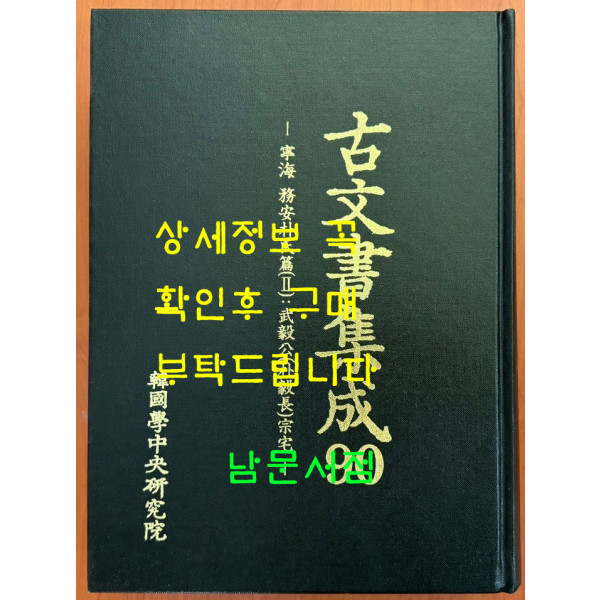 古文書集成
－寧海 務安朴氏篇(Ⅱ):武毅公(朴毅長)宗宅－
韓國學中央硏究院
상세정보 꼭
확인후 구매
부탁드립니다
남문서점